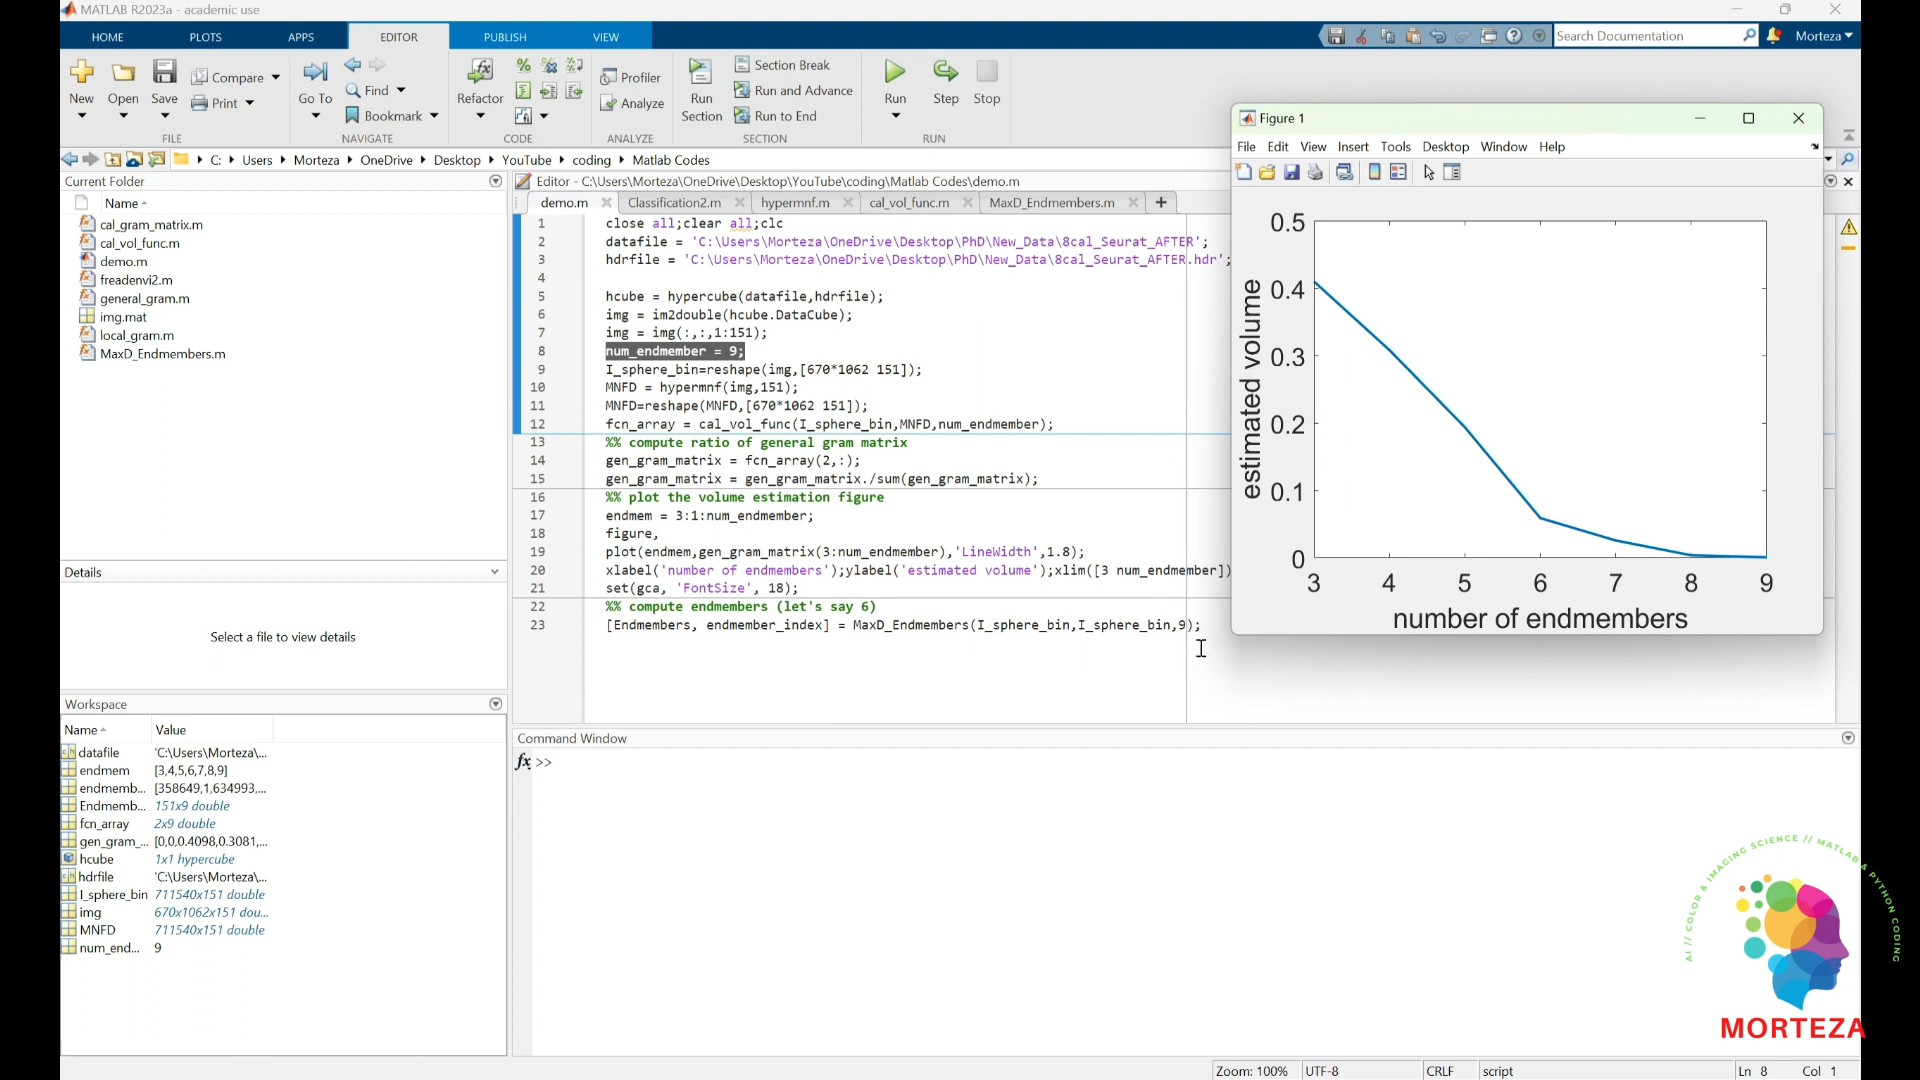 MATLAB R2023a - academic use
HOME PLOTS APPS EDITOR PUBLISH VIEW
Search Documentation
Morteza
New Open Save Compare Print
FILE
Go To Find Bookmark
NAVIGATE
Refactor
CODE
Profiler
Analyze
ANALYZE
Run Section
Section Break
Run and Advance
Run to End
SECTION
Run Step Stop
RUN
C: Users Morteza OneDrive Desktop YouTube coding Matlab Codes
Current Folder
Name
cal_gram_matrix.m
cal_vol_func.m
demo.m
freadenvi2.m
general_gram.m
img.mat
local_gram.m
MaxD_Endmembers.m
Details
Select a file to view details
Workspace
Name Value
datafile 'C:\Users\Morteza\...
endmem [3,4,5,6,7,8,9]
endmemb... [358649,1,634993,...
Endmemb... 151x9 double
fcn_array 2x9 double
gen_gram_... [0,0,0.4098,0.3081,...
hcube 1x1 hypercube
hdrfile 'C:\Users\Morteza\...
I_sphere_bin 711540x151 double
img 670x1062x151 dou...
MNFD 711540x151 double
num_end... 9
Editor - C:\Users\Morteza\OneDrive\Desktop\YouTube\coding\Matlab Codes\demo.m
demo.m Classification2.m hypermnf.m cal_vol_func.m MaxD_Endmembers.m +
1 close all;clear all;clc
2 datafile = 'C:\Users\Morteza\OneDrive\Desktop\PhD\New_Data\8cal_Seurat_AFTER';
3 hdrfile = 'C:\Users\Morteza\OneDrive\Desktop\PhD\New_Data\8cal_Seurat_AFTER.hdr';
4
5 hcube = hypercube(datafile,hdrfile);
6 img = im2double(hcube.DataCube);
7 img = img(:,:,1:151);
8 num_endmember = 9;
9 I_sphere_bin=reshape(img,[670*1062 151]);
10 MNFD = hypermnf(img,151);
11 MNFD=reshape(MNFD,[670*1062 151]);
12 fcn_array = cal_vol_func(I_sphere_bin,MNFD,num_endmember);
13 %% compute ratio of general gram matrix
14 gen_gram_matrix = fcn_array(2,:);
15 gen_gram_matrix = gen_gram_matrix./sum(gen_gram_matrix);
16 %% plot the volume estimation figure
17 endmem = 3:1:num_endmember;
18 figure,
19 plot(endmem,gen_gram_matrix(3:num_endmember),'LineWidth',1.8);
20 xlabel('number of endmembers');ylabel('estimated volume');xlim([3 num_endmember])
21 set(gca, 'FontSize', 18);
22 %% compute endmembers (let's say 6)
23 [Endmembers, endmember_index] = MaxD_Endmembers(I_sphere_bin,I_sphere_bin,9);
Command Window
fx >>
Figure 1
File Edit View Insert Tools Desktop Window Help
0.5
0.4
0.3
0.2
0.1
0
estimated volume
3 4 5 6 7 8 9
number of endmembers
AI // COLOR & IMAGING SCIENCE // MATLAB & PYTHON CODING
MORTEZA
Zoom: 100% UTF-8 CRLF script Ln 8 Col 1